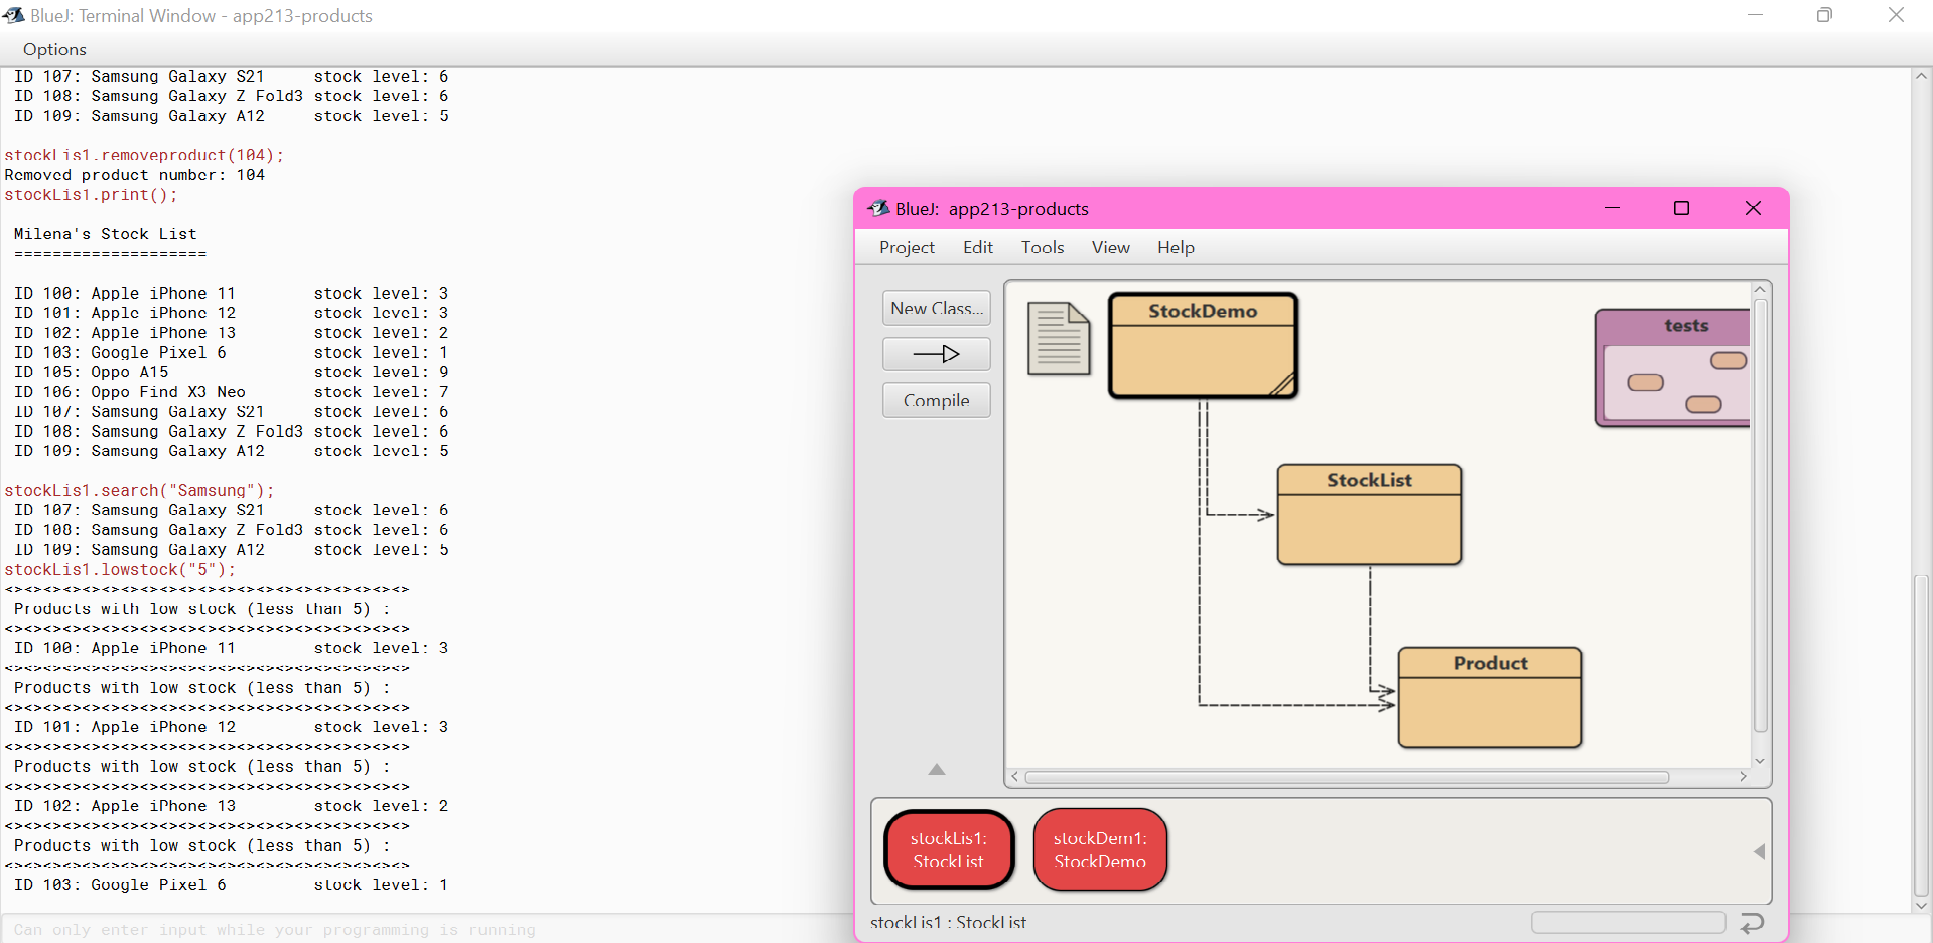 BlueJ: Terminal Window - app213-products
Options
ID 107: Samsung Galaxy S21     stock level: 6
ID 108: Samsung Galaxy Z Fold3 stock level: 6
ID 109: Samsung Galaxy A12     stock level: 5
stockLis1.removeproduct(104);
Removed product number: 104
stockLis1.print();
Milena's Stock List
====================
ID 100: Apple iPhone 11        stock level: 3
ID 101: Apple iPhone 12        stock level: 3
ID 102: Apple iPhone 13        stock level: 2
ID 103: Google Pixel 6         stock level: 1
ID 105: Oppo A15               stock level: 9
ID 106: Oppo Find X3 Neo       stock level: 7
ID 107: Samsung Galaxy S21     stock level: 6
ID 108: Samsung Galaxy Z Fold3 stock level: 6
ID 109: Samsung Galaxy A12     stock level: 5
stockLis1.search("Samsung");
ID 107: Samsung Galaxy S21     stock level: 6
ID 108: Samsung Galaxy Z Fold3 stock level: 6
ID 109: Samsung Galaxy A12     stock level: 5
stockLis1.lowstock("5");
<><><><><><><><><><><><><><><><><><><><><>
Products with low stock (less than 5) :
<><><><><><><><><><><><><><><><><><><><><>
ID 100: Apple iPhone 11        stock level: 3
<><><><><><><><><><><><><><><><><><><><><>
Products with low stock (less than 5) :
<><><><><><><><><><><><><><><><><><><><><>
ID 101: Apple iPhone 12        stock level: 3
<><><><><><><><><><><><><><><><><><><><><>
Products with low stock (less than 5) :
<><><><><><><><><><><><><><><><><><><><><>
ID 102: Apple iPhone 13        stock level: 2
<><><><><><><><><><><><><><><><><><><><><>
Products with low stock (less than 5) :
<><><><><><><><><><><><><><><><><><><><><>
ID 103: Google Pixel 6         stock level: 1
Can only enter input while your programming is running
BlueJ: app213-products
Project Edit Tools View Help
New Class...
Compile
StockDemo
tests
StockList
Product
stockLis1:
StockList
stockDem1:
StockDemo
stockLis1 : StockList